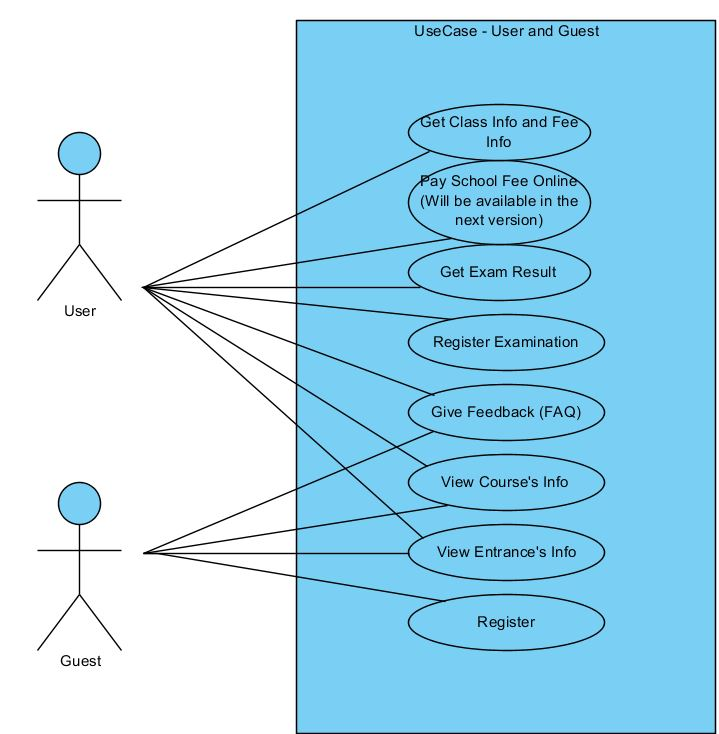 UseCase - User and Guest
Get Class Info and Fee
Info
Pay School Fee Online
(Will be available in the
next version)
Get Exam Result
User
Register Examination
Give Feedback (FAQ)
View Course's Info
View Entrance's Info
Register
Guest